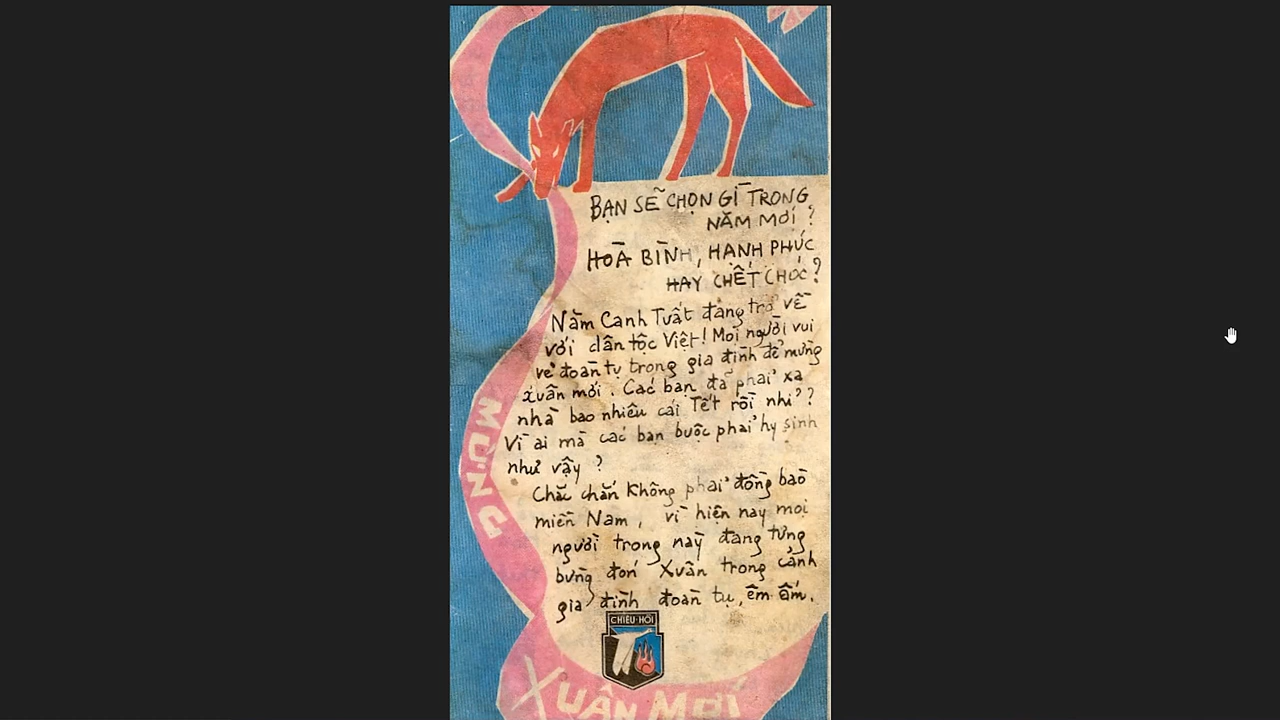 BẠN SẼ CHỌN GÌ TRONG
NĂM MỚI ?
HOÀ BÌNH, HẠNH PHÚC
HAY CHẾT CHÓC ?
Năm Canh Tuất đang trở về
với dân tộc Việt! Mọi người vui
vẻ đoàn tụ trong gia đình để mừng
xuân mới. Các bạn đã phải xa
nhà bao nhiêu cái Tết rồi nhỉ ?
Vì ai mà các bạn buộc phải hy sinh
như vậy ?
Chắc chắn không phải đồng bào
miền Nam, vì hiện nay mọi
người trong này đang tưng
bừng đón Xuân trong cảnh
gia đình đoàn tụ, êm ấm.
CHIÊU-HỒI
MỪNG
XUÂN MỚI